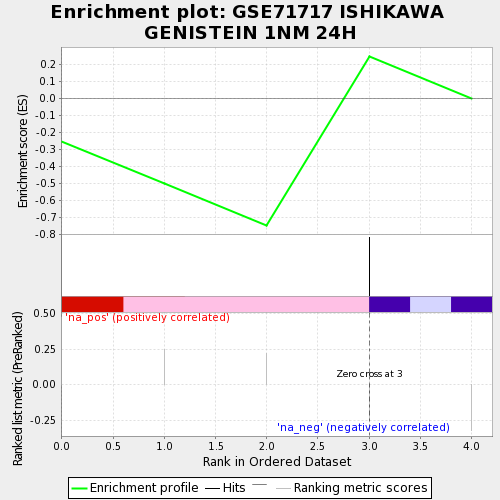 Enrichment plot: GSE71717 ISHIKAWA
GENISTEIN 1NM 24H
Enrichment score (ES)
0.2
0.1
0.0
-0.1
-0.2
-0.3
-0.4
-0.5
-0.6
-0.7
-0.8
'na_pos' (positively correlated)
Zero cross at 3
'na_neg' (negatively correlated)
Ranked list metric (PreRanked)
0.50
0.25
0.00
-0.25
0.0 0.5 1.0 1.5 2.0 2.5 3.0 3.5 4.0
Rank in Ordered Dataset
Enrichment profile Hits Ranking metric scores